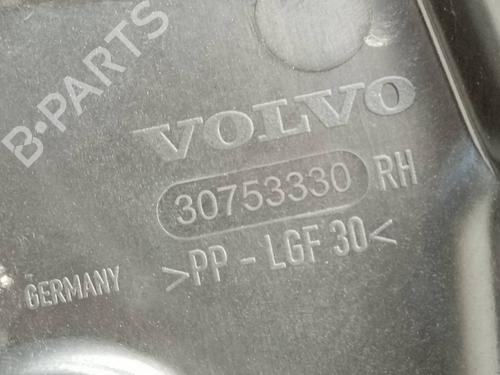 B-PARTS
VOLVO
30753330 RH
>PP - LGF 30<
GERMANY